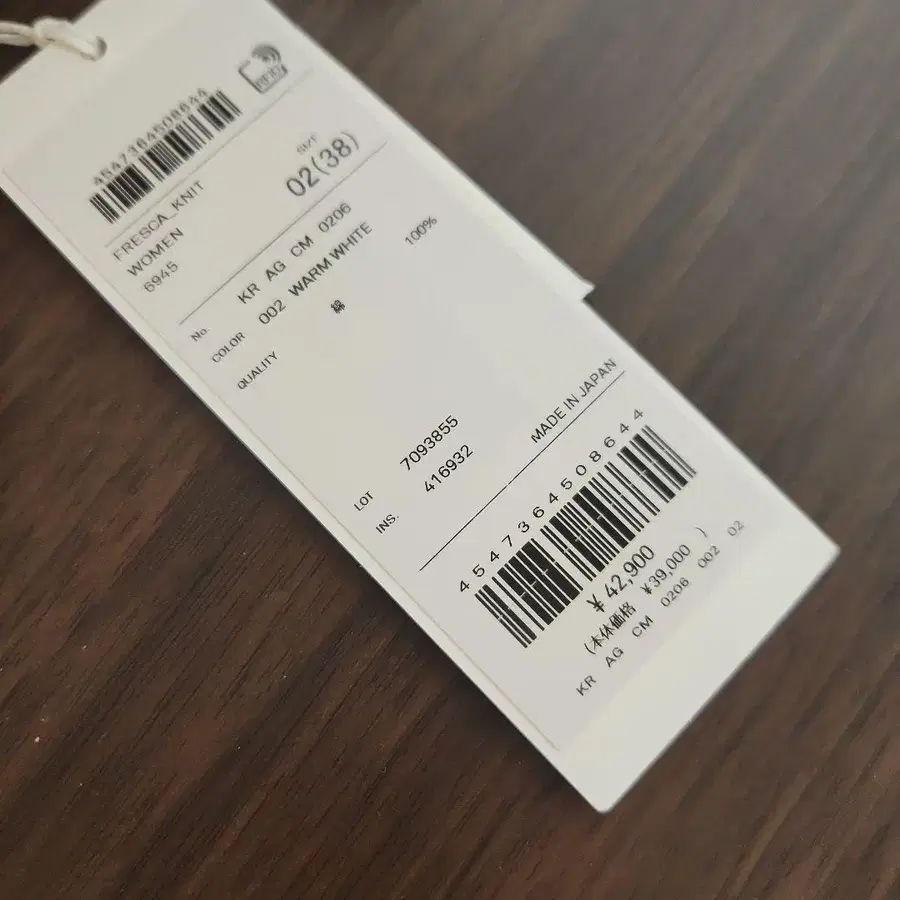 RFID
4547364508644
SIZE
02(38)
FRESCA_KNIT
WOMEN
6945
No. KR AG CM 0206
COLOR 002 WARM WHITE
QUALITY 綿 100%
LOT 7093855
INS. 416932
MADE IN JAPAN
4547364508644
¥42,900
(本体価格 ¥39,000 )
KR AG CM 0206 002 02